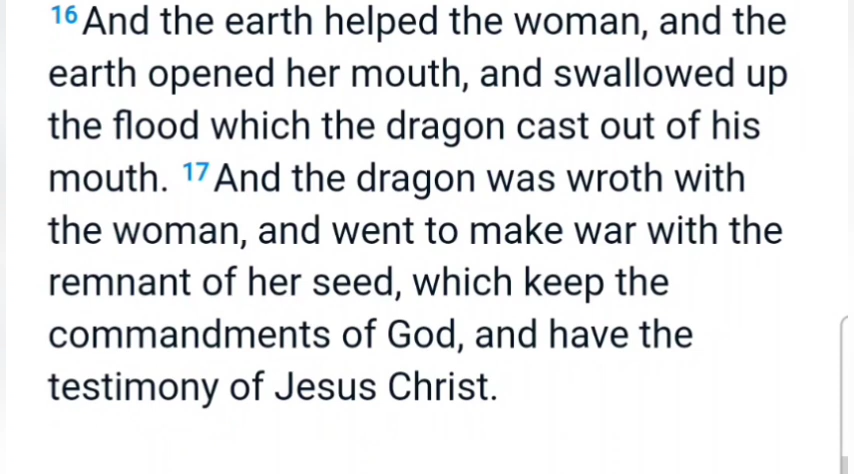 16 And the earth helped the woman, and the
earth opened her mouth, and swallowed up
the flood which the dragon cast out of his
mouth. 17 And the dragon was wroth with
the woman, and went to make war with the
remnant of her seed, which keep the
commandments of God, and have the
testimony of Jesus Christ.